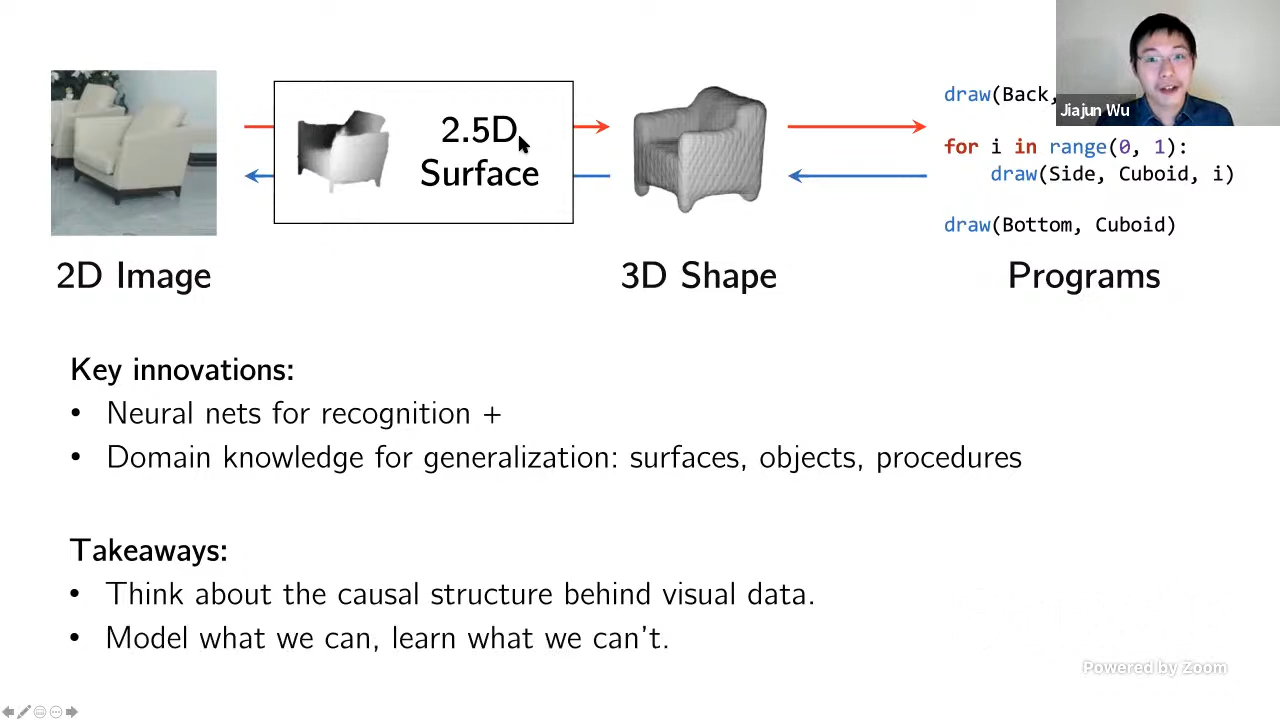 draw(Back,
Jiajun Wu
for i in range(0, 1):
draw(Side, Cuboid, i)
draw(Bottom, Cuboid)
2.5D
Surface
2D Image
3D Shape
Programs
Key innovations:
• Neural nets for recognition +
• Domain knowledge for generalization: surfaces, objects, procedures
Takeaways:
• Think about the causal structure behind visual data.
• Model what we can, learn what we can't.
Powered by Zoom